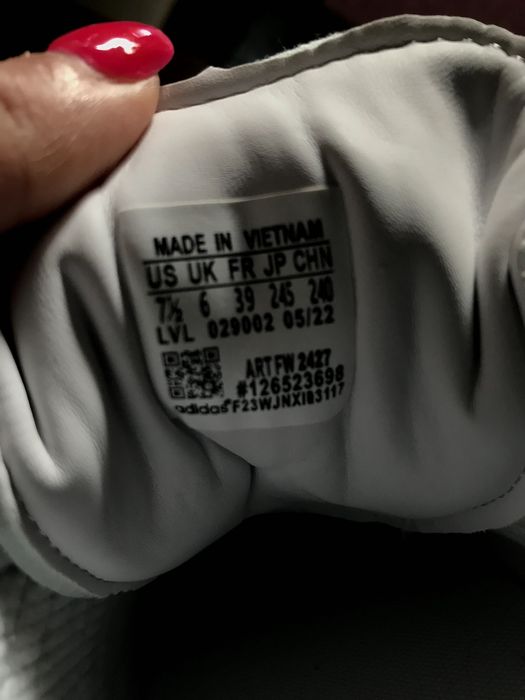 MADE IN VIETNAM
US UK FR JP CHN
7½ 6 39 245 240
LVL 029002 05/22
ART FW 2427
#126523698
adidas® F23WJNXIB3117